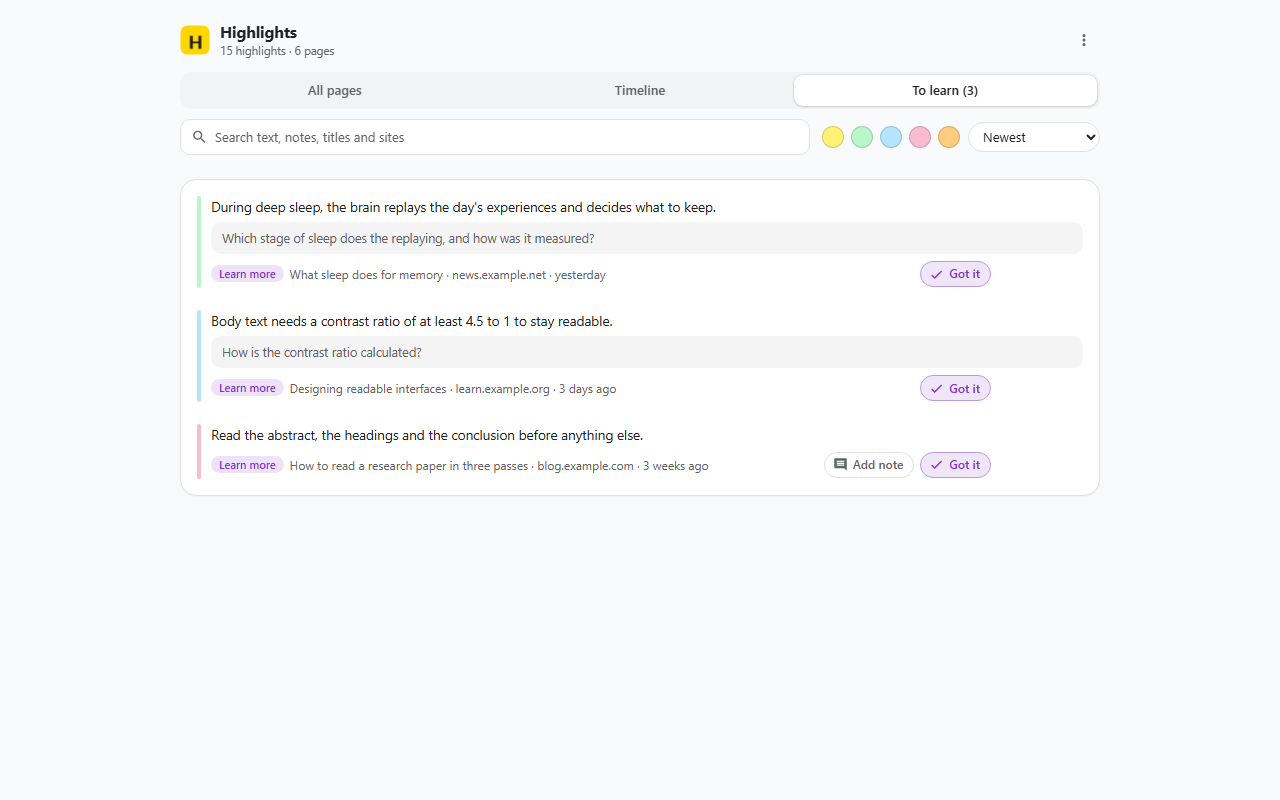 H
Highlights
15 highlights · 6 pages
All pages
Timeline
To learn (3)
Search text, notes, titles and sites
Newest
During deep sleep, the brain replays the day's experiences and decides what to keep.
Which stage of sleep does the replaying, and how was it measured?
Learn more What sleep does for memory · news.example.net · yesterday
Got it
Body text needs a contrast ratio of at least 4.5 to 1 to stay readable.
How is the contrast ratio calculated?
Learn more Designing readable interfaces · learn.example.org · 3 days ago
Got it
Read the abstract, the headings and the conclusion before anything else.
Learn more How to read a research paper in three passes · blog.example.com · 3 weeks ago
Add note
Got it